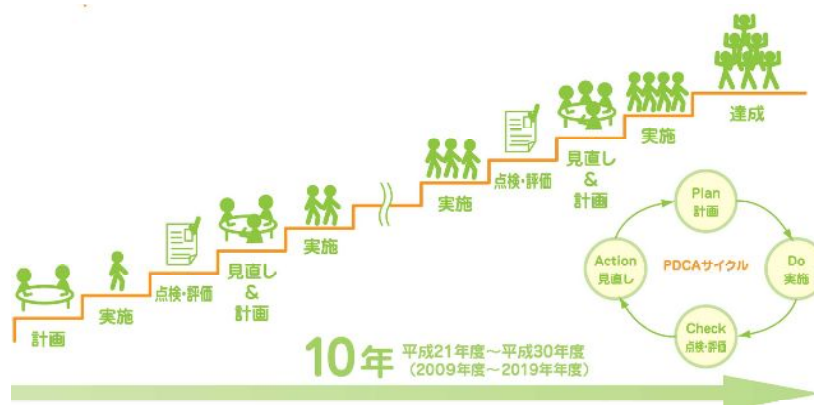 達成
実施
見直し
&
計画
点検・評価
実施
実施
見直し
&
計画
点検・評価
実施
計画
Plan
計画
Do
実施
Check
点検・評価
Action
見直し
PDCAサイクル
10年
平成21年度～平成30年度
（2009年度～2019年年度）